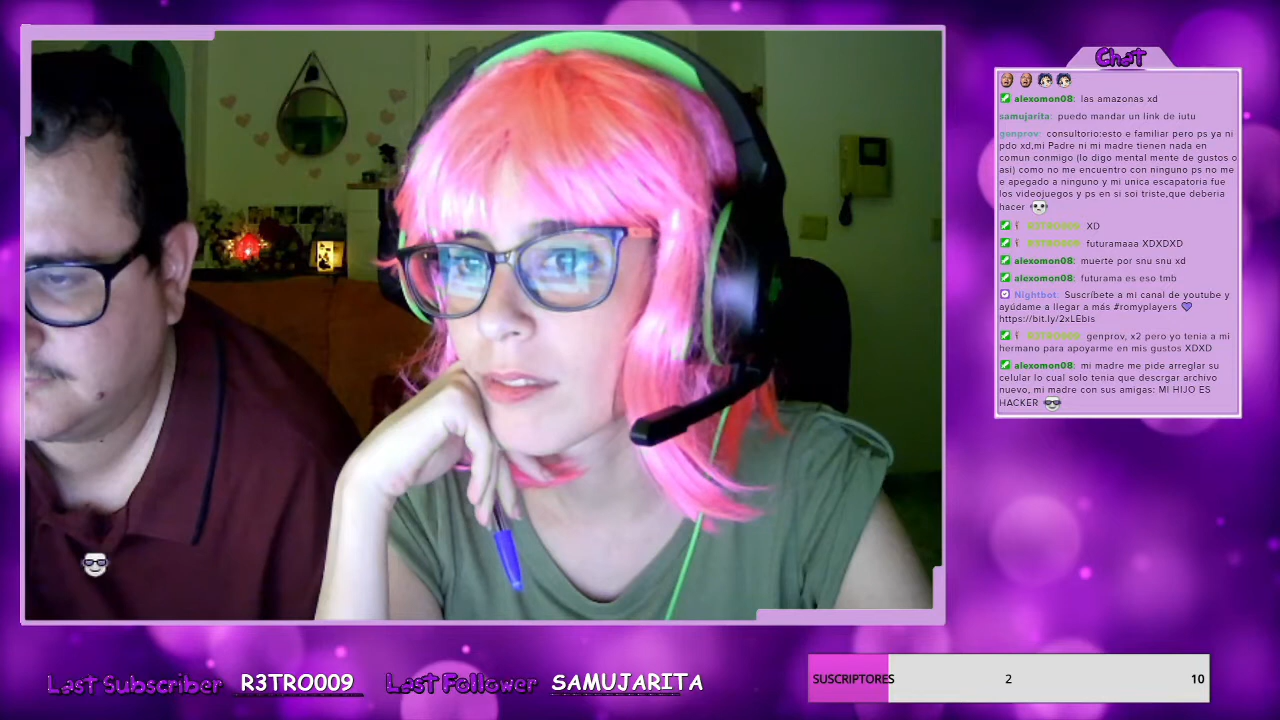 Chat
alexomon08: las amazonas xd
samujarita: puedo mandar un link de iutu
genprov: consultorio:esto e familiar pero ps ya ni
pdo xd,mi Padre ni mi madre tienen nada en
comun conmigo (lo digo mental mente de gustos o
asi) como no me encuentro con ninguno ps no me
e apegado a ninguno y mi unica escapatoria fue
los videojuegos y ps en si soi triste,que deberia
hacer
R3TRO009: XD
R3TRO009: futuramaaa XDXDXD
alexomon08: muerte por snu snu xd
alexomon08: futurama es eso tmb
Nightbot: Suscríbete a mi canal de youtube y
ayúdame a llegar a más #romyplayers
https://bit.ly/2xLEbIs
R3TRO009: genprov, x2 pero yo tenia a mi
hermano para apoyarme en mis gustos XDXD
alexomon08: mi madre me pide arreglar su
celular lo cual solo tenia que descrgar archivo
nuevo, mi madre con sus amigas: MI HIJO ES
HACKER
Last Subscriber R3TRO009 Last Follower SAMUJARITA
SUSCRIPTORES 2 10